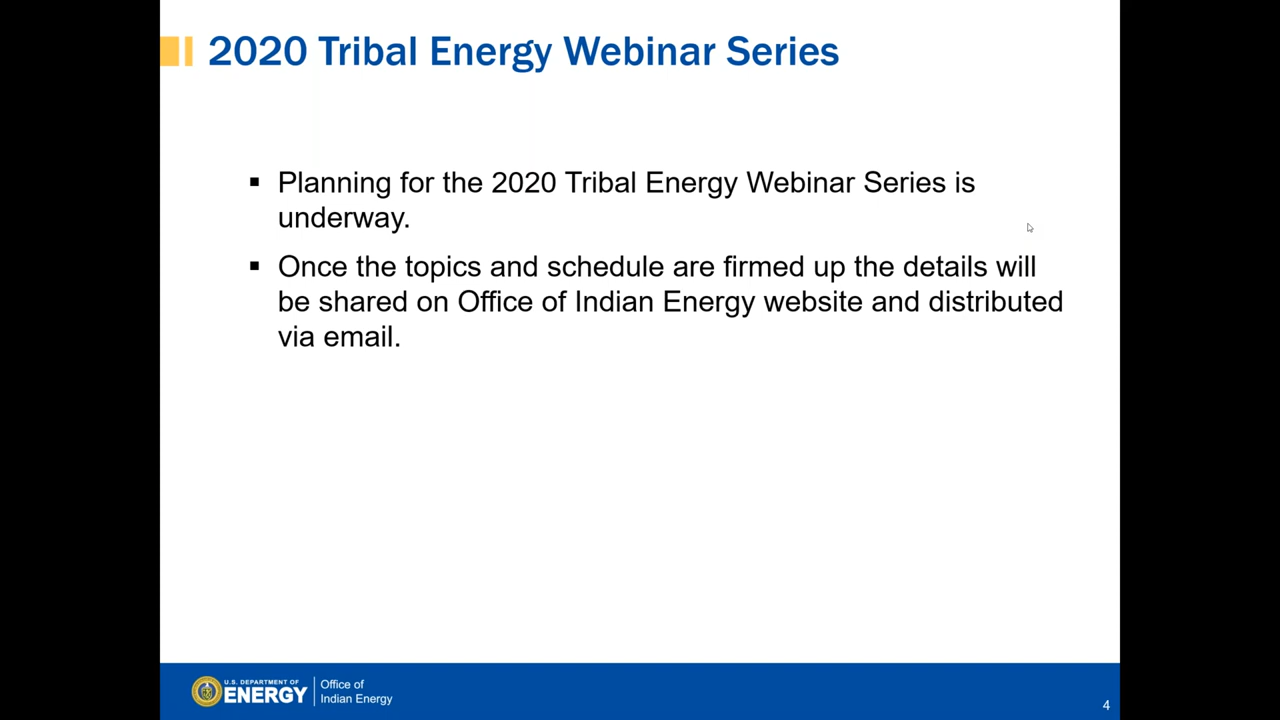 2020 Tribal Energy Webinar Series
▪ Planning for the 2020 Tribal Energy Webinar Series is
underway.
▪ Once the topics and schedule are firmed up the details will
be shared on Office of Indian Energy website and distributed
via email.
U.S. DEPARTMENT OF
ENERGY
Office of
Indian Energy
4